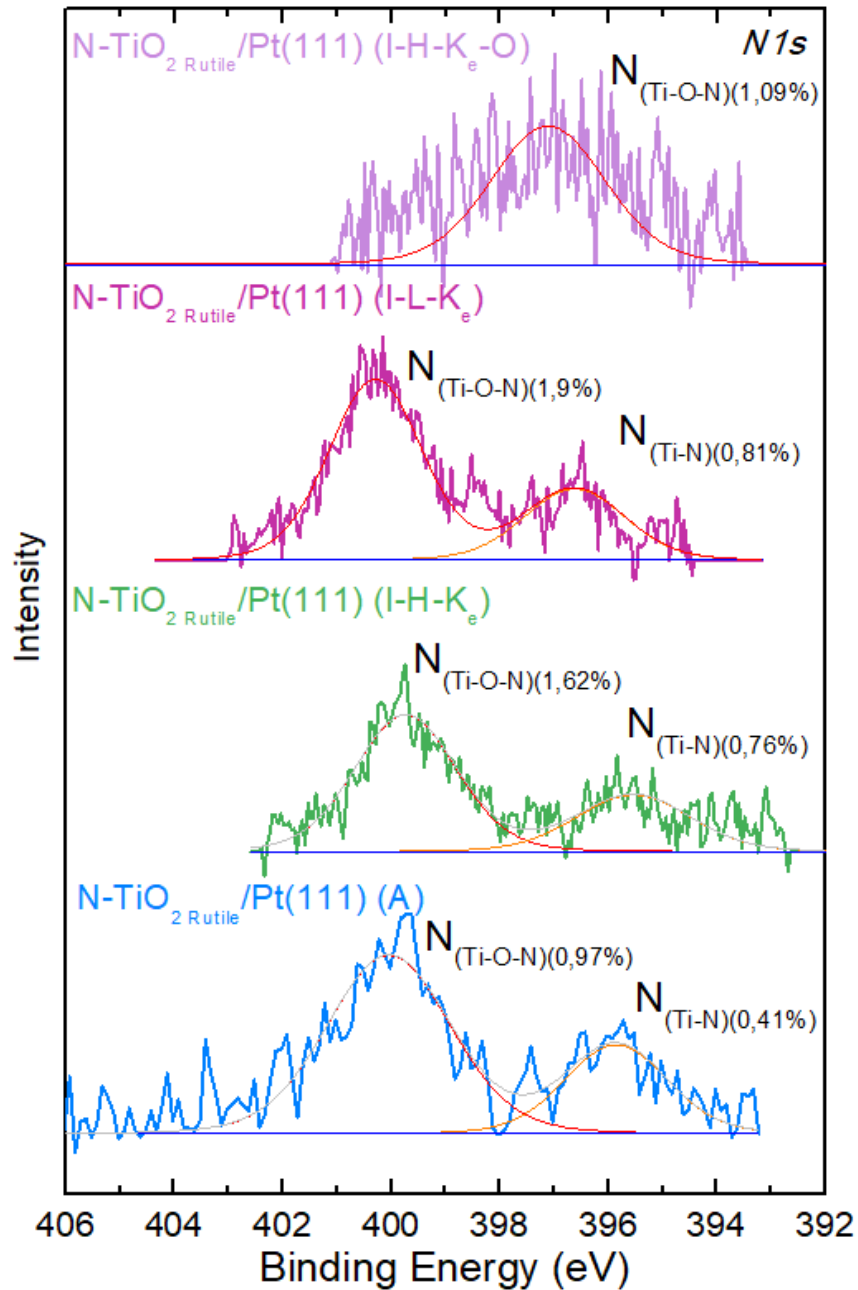 N-TiO2 Rutile/Pt(111) (I-H-Ke-O)
N 1s
N(Ti-O-N)(1,09%)
N-TiO2 Rutile/Pt(111) (I-L-Ke)
N(Ti-O-N)(1,9%)
N(Ti-N)(0,81%)
N-TiO2 Rutile/Pt(111) (I-H-Ke)
N(Ti-O-N)(1,62%)
N(Ti-N)(0,76%)
N-TiO2 Rutile/Pt(111) (A)
N(Ti-O-N)(0,97%)
N(Ti-N)(0,41%)
Intensity
406 404 402 400 398 396 394 392
Binding Energy (eV)